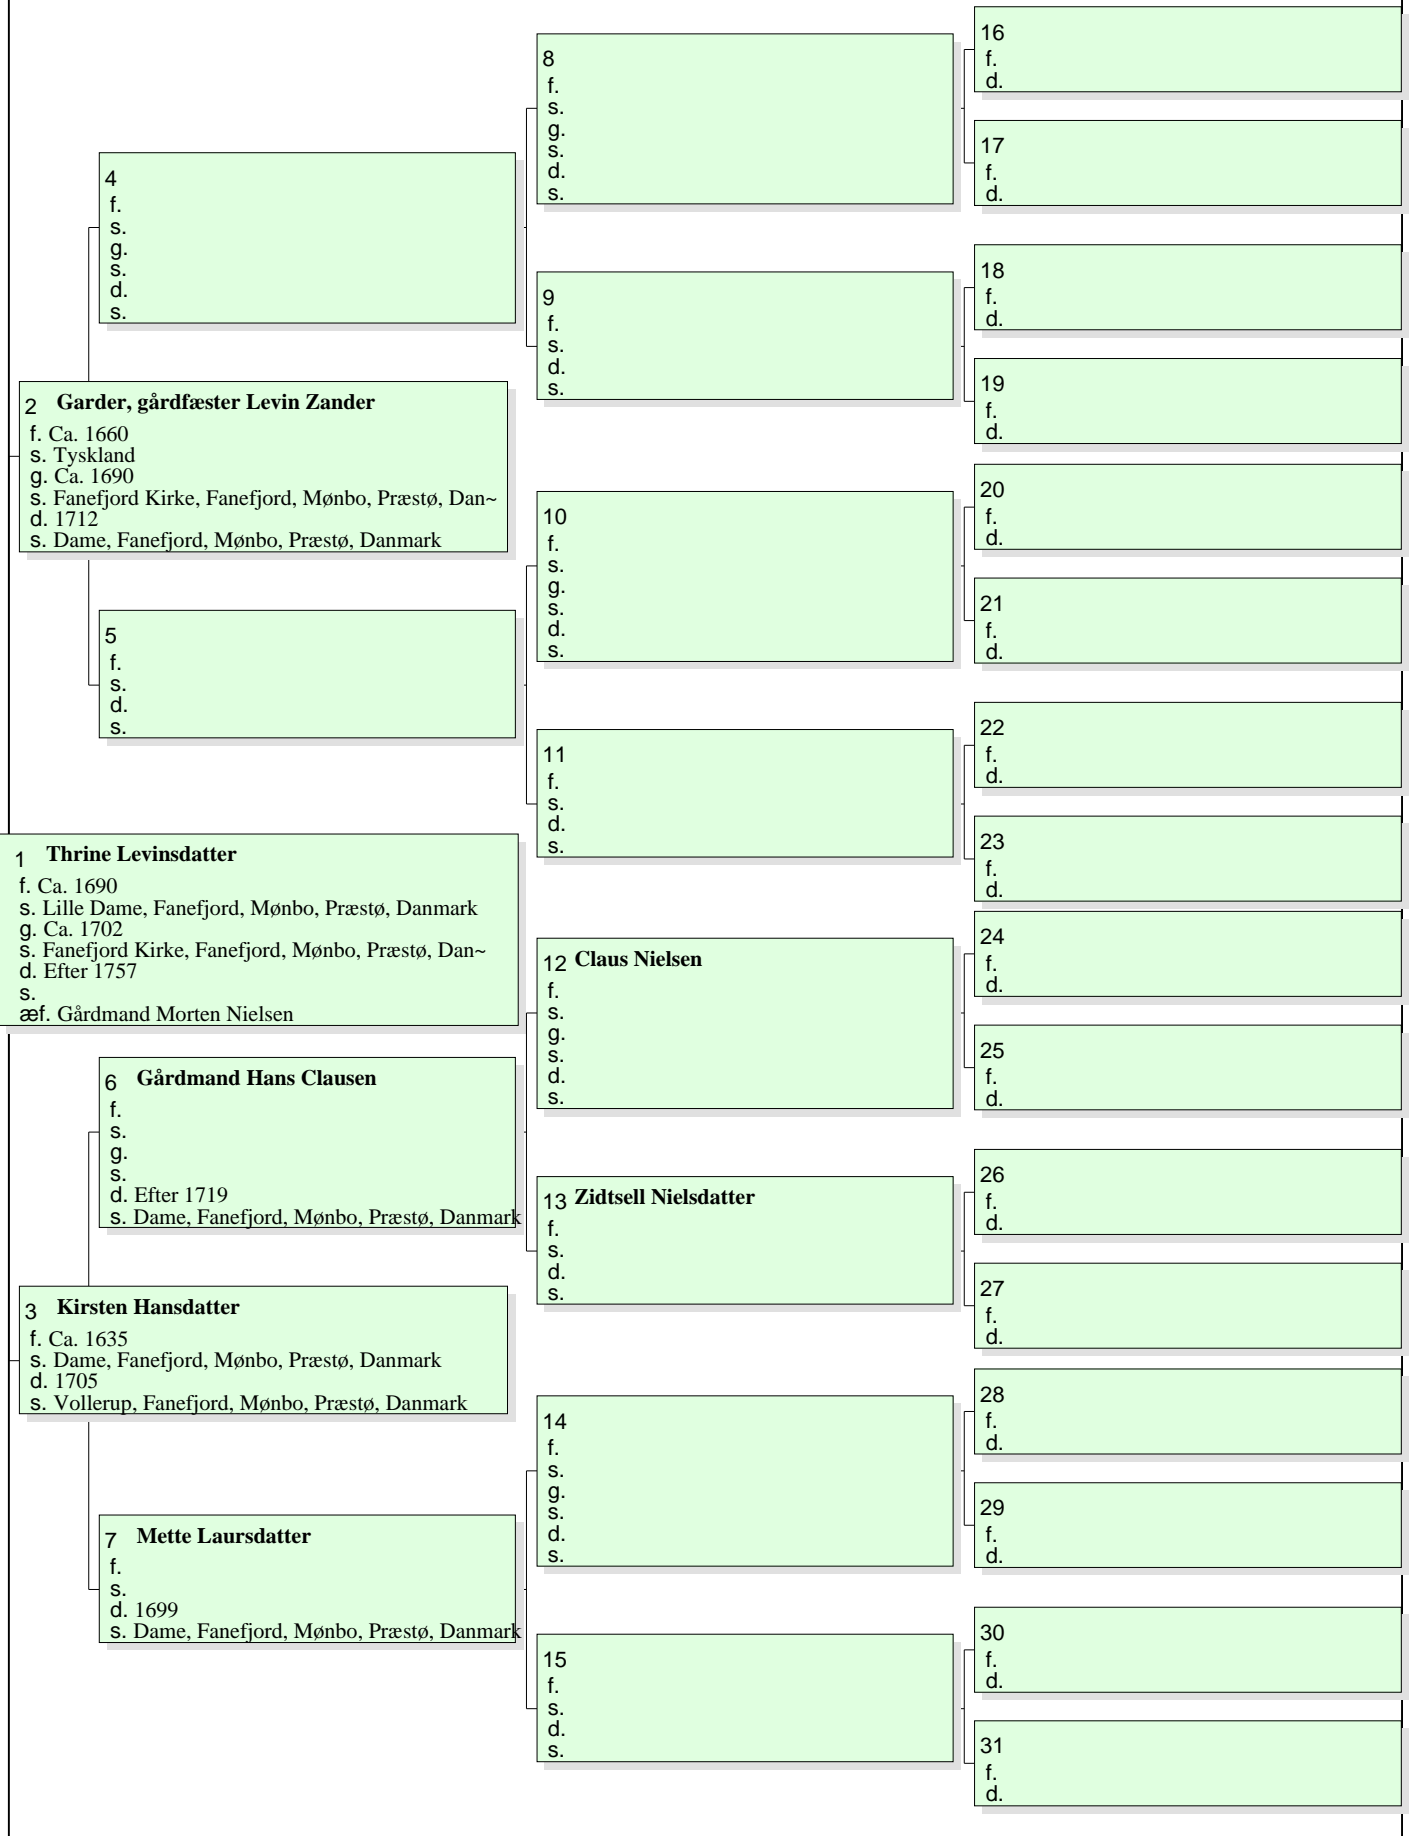 16
f.
d.
8
f.
s.
g.
s.
d.
s.
17
f.
d.
4
f.
s.
g.
s.
d.
s.
18
f.
d.
9
f.
s.
d.
s.
19
f.
d.
2 Garder, gårdfæster Levin Zander
f. Ca. 1660
s. Tyskland
g. Ca. 1690
s. Fanefjord Kirke, Fanefjord, Mønbo, Præstø, Dan~
d. 1712
s. Dame, Fanefjord, Mønbo, Præstø, Danmark
20
f.
d.
10
f.
s.
g.
s.
d.
s.
21
f.
d.
5
f.
s.
d.
s.
22
f.
d.
11
f.
s.
d.
s.
23
f.
d.
1 Thrine Levinsdatter
f. Ca. 1690
s. Lille Dame, Fanefjord, Mønbo, Præstø, Danmark
g. Ca. 1702
s. Fanefjord Kirke, Fanefjord, Mønbo, Præstø, Dan~
d. Efter 1757
s.
æf. Gårdmand Morten Nielsen
24
f.
d.
12 Claus Nielsen
f.
s.
g.
s.
d.
s.
25
f.
d.
6 Gårdmand Hans Clausen
f.
s.
g.
s.
d. Efter 1719
s. Dame, Fanefjord, Mønbo, Præstø, Danmark
26
f.
d.
13 Zidtsell Nielsdatter
f.
s.
d.
s.
27
f.
d.
3 Kirsten Hansdatter
f. Ca. 1635
s. Dame, Fanefjord, Mønbo, Præstø, Danmark
d. 1705
s. Vollerup, Fanefjord, Mønbo, Præstø, Danmark
28
f.
d.
14
f.
s.
g.
s.
d.
s.
29
f.
d.
7 Mette Laursdatter
f.
s.
d. 1699
s. Dame, Fanefjord, Mønbo, Præstø, Danmark
30
f.
d.
15
f.
s.
d.
s.
31
f.
d.